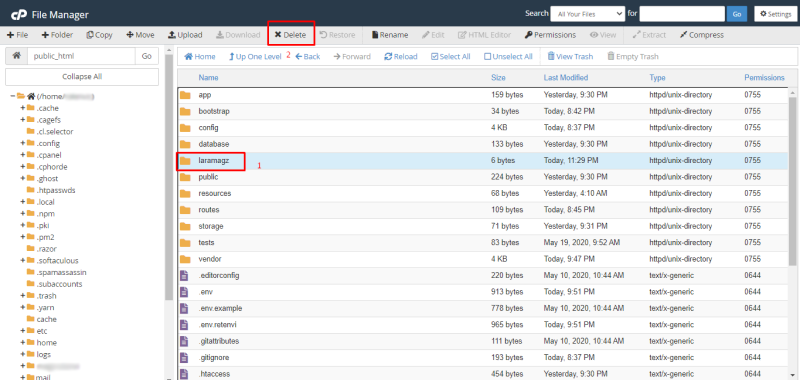 cP File Manager
Search All Your Files for Go Settings
File Folder Copy Move Upload Download Delete Restore Rename Edit HTML Editor Permissions View Extract Compress
public_html Go
Home Up One Level 2 Back Forward Reload Select All Unselect All View Trash Empty Trash
Collapse All
Name Size Last Modified Type Permissions
app 159 bytes Yesterday, 9:30 PM httpd/unix-directory 0755
bootstrap 34 bytes Today, 8:42 PM httpd/unix-directory 0755
config 4 KB Today, 8:37 PM httpd/unix-directory 0755
database 133 bytes Yesterday, 9:30 PM httpd/unix-directory 0755
laramagz 1 6 bytes Today, 11:29 PM httpd/unix-directory 0755
public 224 bytes Yesterday, 9:30 PM httpd/unix-directory 0755
resources 68 bytes Yesterday, 4:10 AM httpd/unix-directory 0755
routes 109 bytes Today, 8:45 PM httpd/unix-directory 0755
storage 71 bytes Yesterday, 9:31 PM httpd/unix-directory 0755
tests 83 bytes May 19, 2020, 9:52 AM httpd/unix-directory 0755
vendor 4 KB Today, 9:47 PM httpd/unix-directory 0755
.editorconfig 220 bytes May 10, 2020, 10:44 AM text/x-generic 0644
.env 913 bytes Today, 9:51 PM text/x-generic 0644
.env.example 778 bytes May 10, 2020, 10:44 AM text/x-generic 0644
.env.retenvi 965 bytes Today, 9:51 PM text/x-generic 0644
.gitattributes 111 bytes May 10, 2020, 10:44 AM text/x-generic 0644
.gitignore 193 bytes Today, 8:37 PM text/x-generic 0644
.htaccess 454 bytes Yesterday, 9:30 PM text/x-generic 0644
(/home/
.cache
.cagefs
.cl.selector
.config
.cpanel
.cphorde
.ghost
.htpasswds
.local
.npm
.pki
.pm2
.razor
.softaculous
.spamassassin
.subaccounts
.trash
.yarn
cache
etc
home
logs
mail